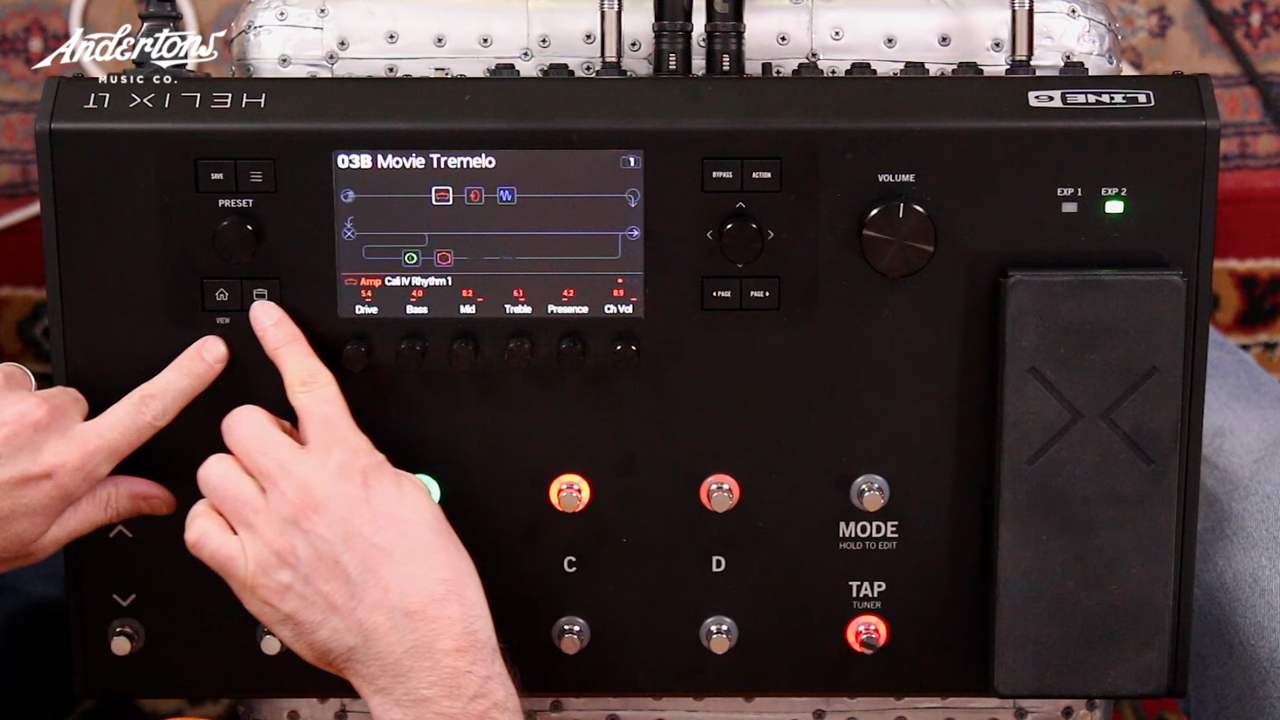 Andertons
MUSIC CO.
HELIX LT
LINE 6
03B Movie Tremelo
1
SAVE
PRESET
BYPASS
ACTION
VOLUME
EXP 1
EXP 2
Amp Cali IV Rhythm 1
5.4 4.0 8.2 6.1 4.2 8.9
Drive Bass Mid Treble Presence Ch Vol
◂ PAGE
PAGE ▸
VIEW
MODE
HOLD TO EDIT
C
D
TAP
TUNER